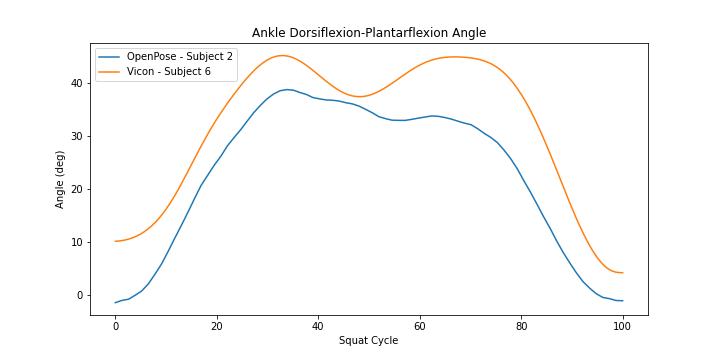 Ankle Dorsiflexion-Plantarflexion Angle
OpenPose - Subject 2
Vicon - Subject 6
Angle (deg)
40
30
20
10
0
0 20 40 60 80 100
Squat Cycle